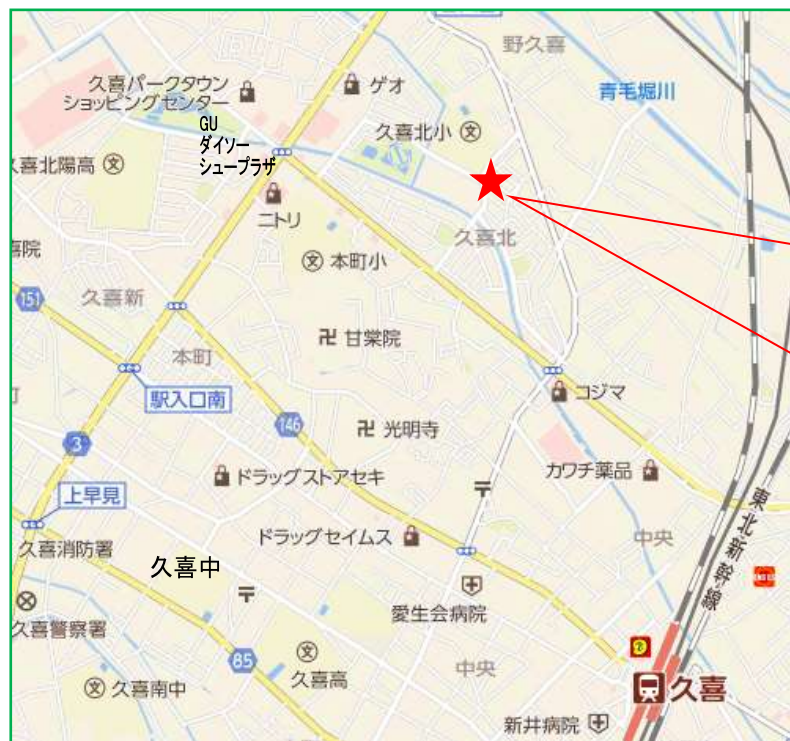 野久喜
久喜パークタウン
ショッピングセンター
ゲオ
青毛堀川
GU
ダイソー
シュープラザ
久喜北小
久喜北陽高
ニトリ
久喜北
本町小
151
久喜新
甘棠院
本町
駅入口南
コジマ
146
光明寺
3
ドラッグストアセキ
カワチ薬品
上早見
ドラッグセイムス
中央
東北新幹線
久喜消防署
久喜中
愛生会病院
久喜警察署
85
久喜高
中央
久喜南中
久喜
新井病院